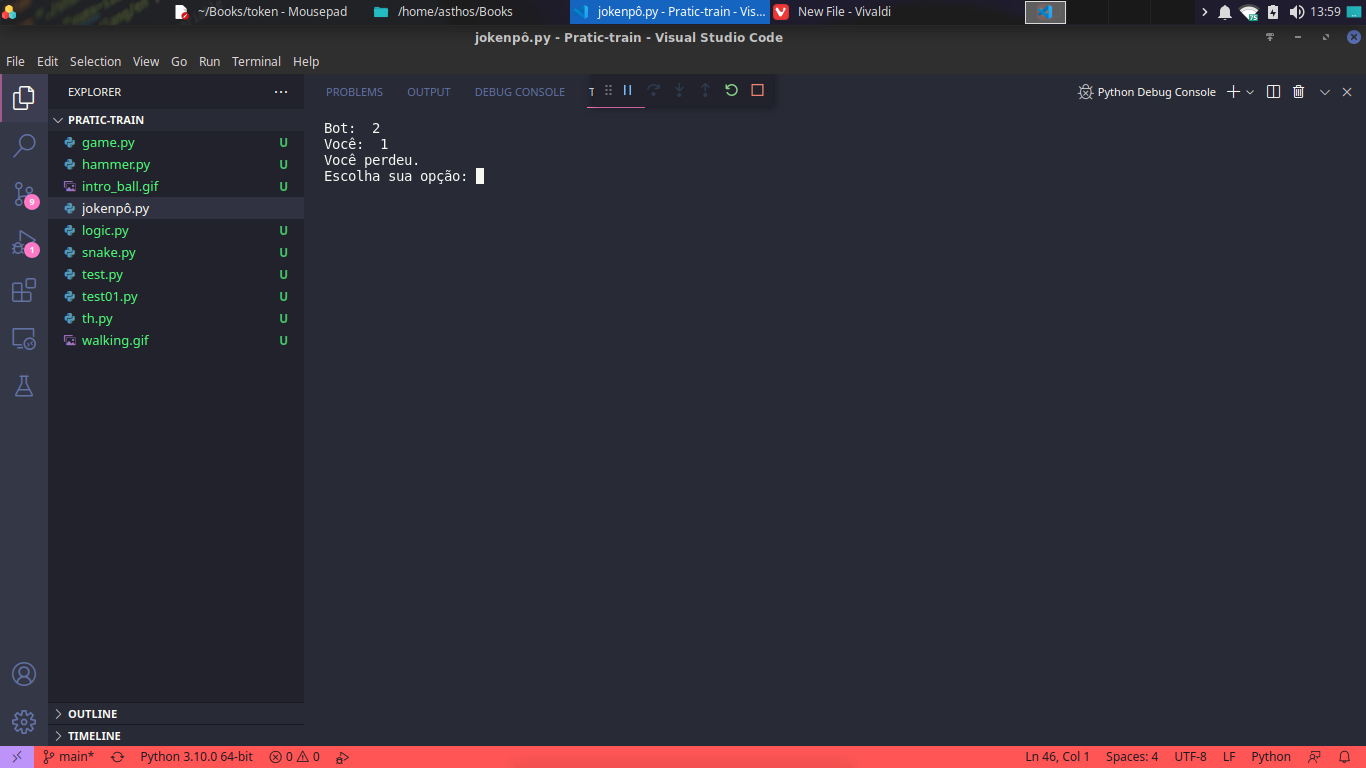 ~/Books/token - Mousepad
/home/asthos/Books
jokenpô.py - Pratic-train - Vis...
New File - Vivaldi
75
13:59
jokenpô.py - Pratic-train - Visual Studio Code
File Edit Selection View Go Run Terminal Help
EXPLORER
PROBLEMS OUTPUT DEBUG CONSOLE T
Python Debug Console
PRATIC-TRAIN
game.py U
hammer.py U
intro_ball.gif U
jokenpô.py
logic.py U
snake.py U
test.py U
test01.py U
th.py U
walking.gif U
9
1
Bot:  2
Você:  1
Você perdeu.
Escolha sua opção:
OUTLINE
TIMELINE
main* Python 3.10.0 64-bit 0 0 Ln 46, Col 1 Spaces: 4 UTF-8 LF Python